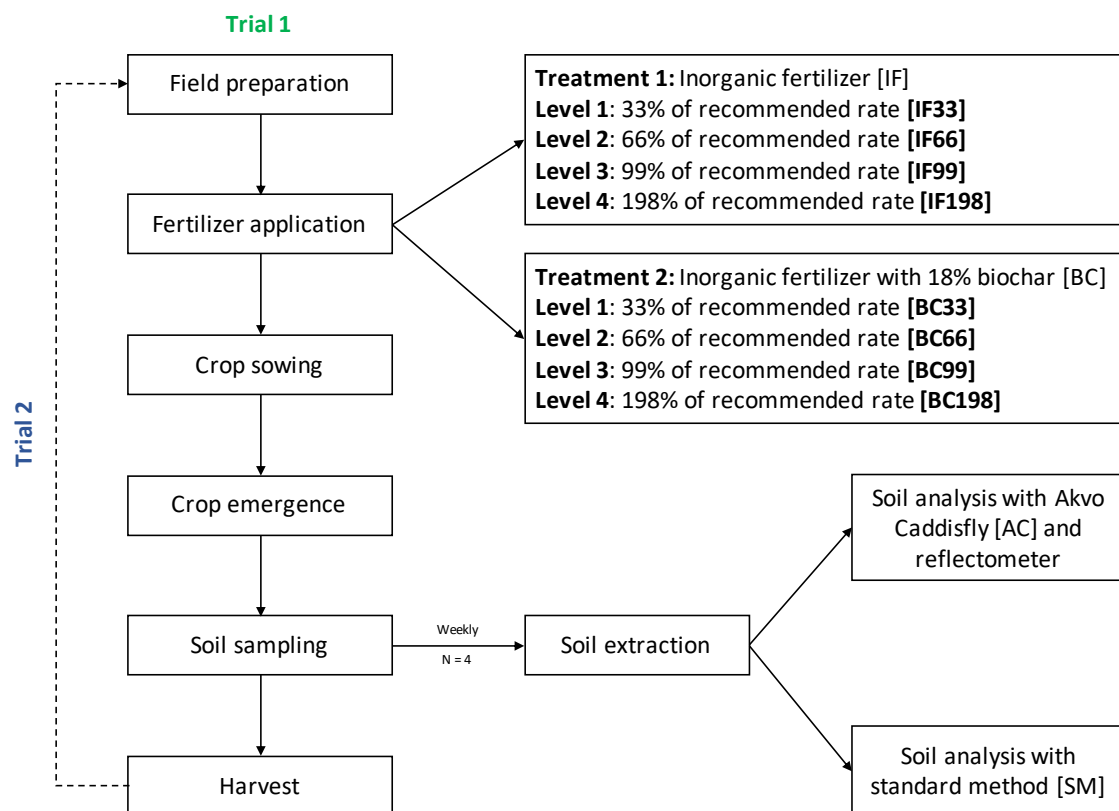 Trial 1
Field preparation
Treatment 1: Inorganic fertilizer [IF]
Level 1: 33% of recommended rate [IF33]
Level 2: 66% of recommended rate [IF66]
Level 3: 99% of recommended rate [IF99]
Level 4: 198% of recommended rate [IF198]
Fertilizer application
Treatment 2: Inorganic fertilizer with 18% biochar [BC]
Level 1: 33% of recommended rate [BC33]
Level 2: 66% of recommended rate [BC66]
Level 3: 99% of recommended rate [BC99]
Level 4: 198% of recommended rate [BC198]
Crop sowing
Trial 2
Crop emergence
Soil analysis with Akvo
Caddisfly [AC] and
reflectometer
Soil sampling
Weekly
N = 4
Soil extraction
Soil analysis with
standard method [SM]
Harvest